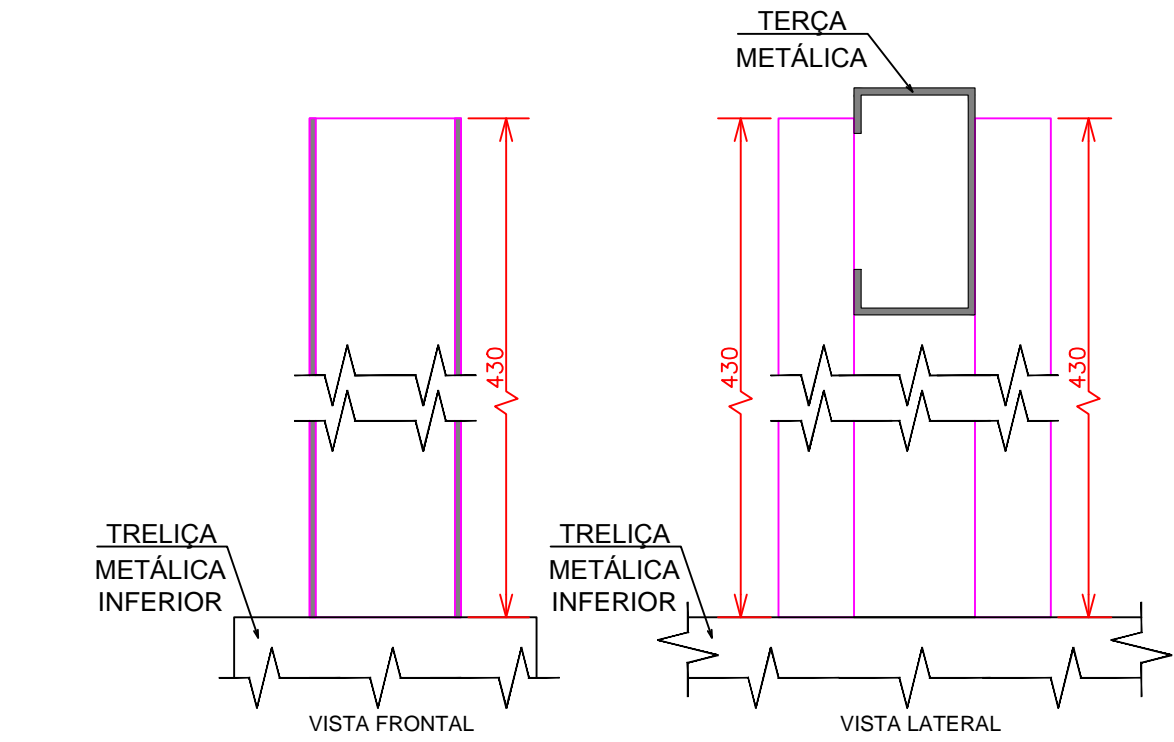 TERÇA
METÁLICA
430
430
430
TRELIÇA
METÁLICA
INFERIOR
TRELIÇA
METÁLICA
INFERIOR
VISTA FRONTAL
VISTA LATERAL